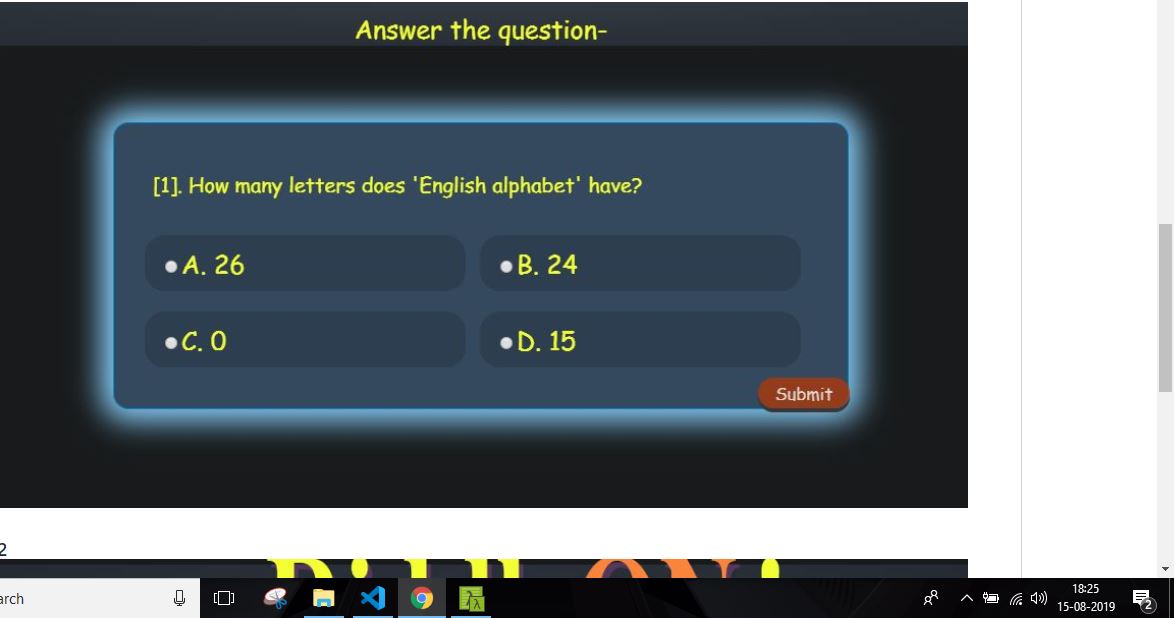 Answer the question-
[1]. How many letters does 'English alphabet' have?
A. 26
B. 24
C. 0
D. 15
Submit
2
arch
18:25
15-08-2019
2